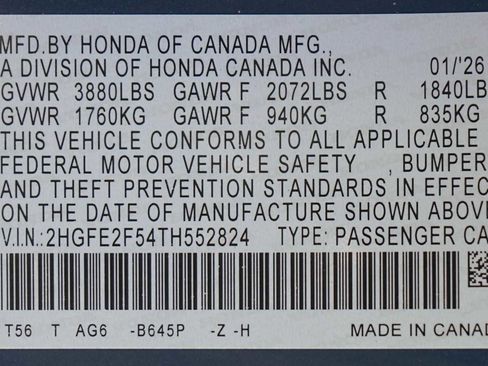 MFD.BY HONDA OF CANADA MFG.,
A DIVISION OF HONDA CANADA INC. 01/'26
GVWR 3880LBS GAWR F 2072LBS R 1840LB
GVWR 1760KG GAWR F 940KG R 835KG
THIS VEHICLE CONFORMS TO ALL APPLICABLE
FEDERAL MOTOR VEHICLE SAFETY , BUMPER
AND THEFT PREVENTION STANDARDS IN EFFEC
ON THE DATE OF MANUFACTURE SHOWN ABOVE
V.I.N.:2HGFE2F54TH552824 TYPE: PASSENGER CA
T56 T AG6 -B645P -Z -H MADE IN CANAD